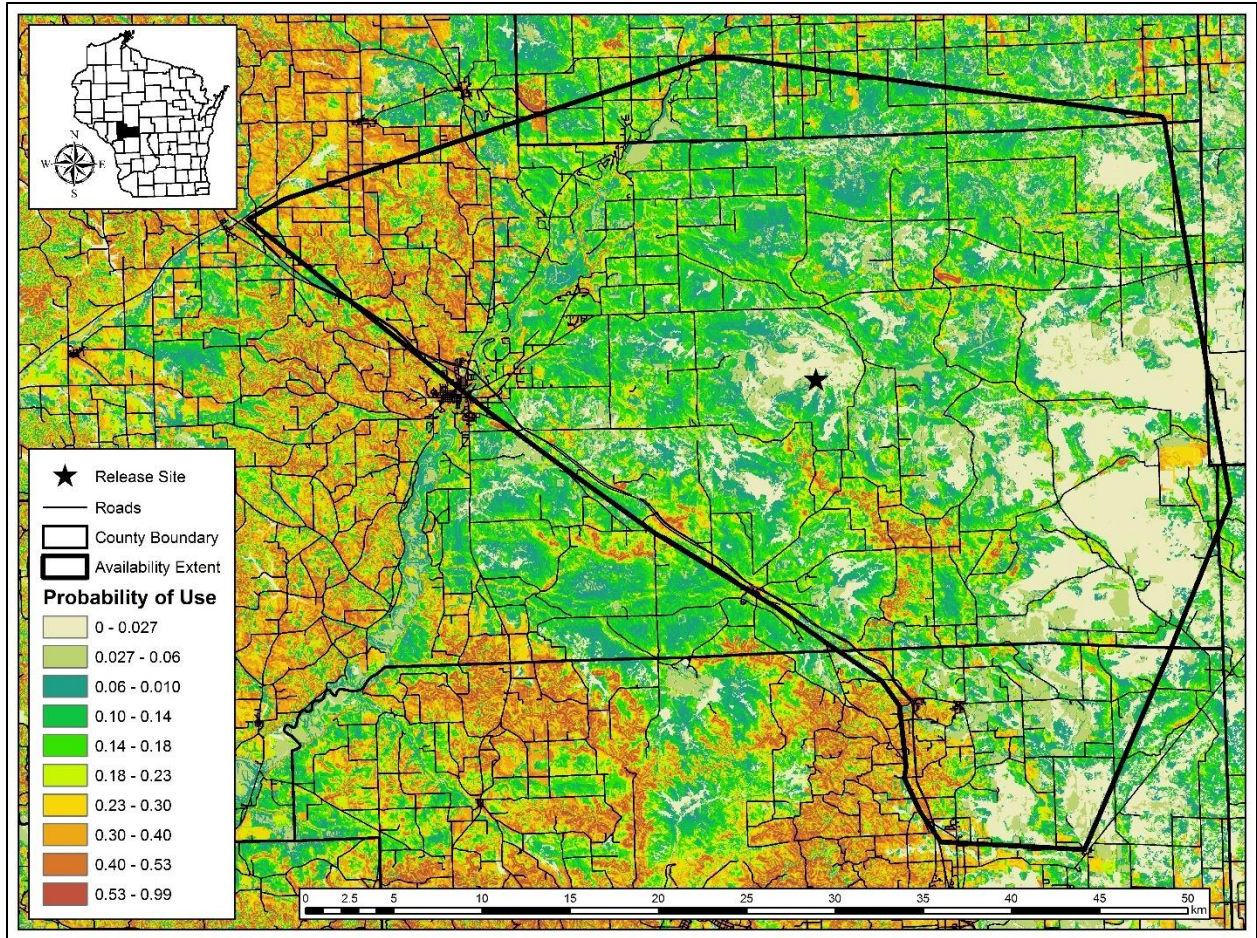 N
W E
S
Release Site
Roads
County Boundary
Availability Extent
Probability of Use
0 - 0.027
0.027 - 0.06
0.06 - 0.010
0.10 - 0.14
0.14 - 0.18
0.18 - 0.23
0.23 - 0.30
0.30 - 0.40
0.40 - 0.53
0.53 - 0.99
0 2.5 5 10 15 20 25 30 35 40 45 50
km